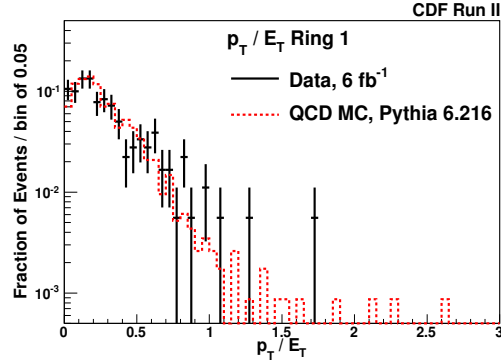 CDF Run II
p_T / E_T Ring 1
Data, 6 fb⁻¹
QCD MC, Pythia 6.216
Fraction of Events / bin of 0.05
10⁻¹
10⁻²
10⁻³
0 0.5 1 1.5 2 2.5 3
p_T / E_T